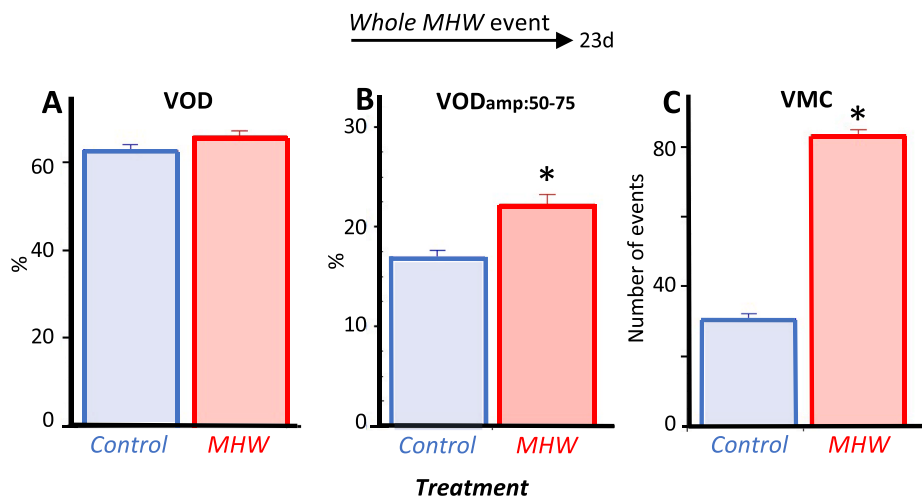 Whole MHW event
23d
A VOD
B VODamp:50-75
C VMC
60
40
20
0
%
Control MHW
30
20
10
0
%
*
Control MHW
80
40
0
Number of events
*
Control MHW
Treatment